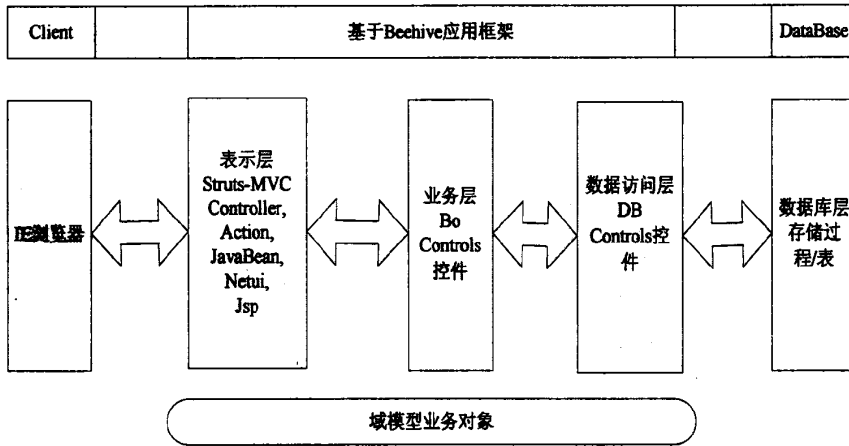 Client
基于Beehive应用框架
DataBase
IE浏览器
表示层
Struts-MVC
Controller,
Action,
JavaBean,
Netui,
Jsp
业务层
Bo
Controls
控件
数据访问层
DB
Controls控
件
数据库层
存储过
程/表
域模型业务对象